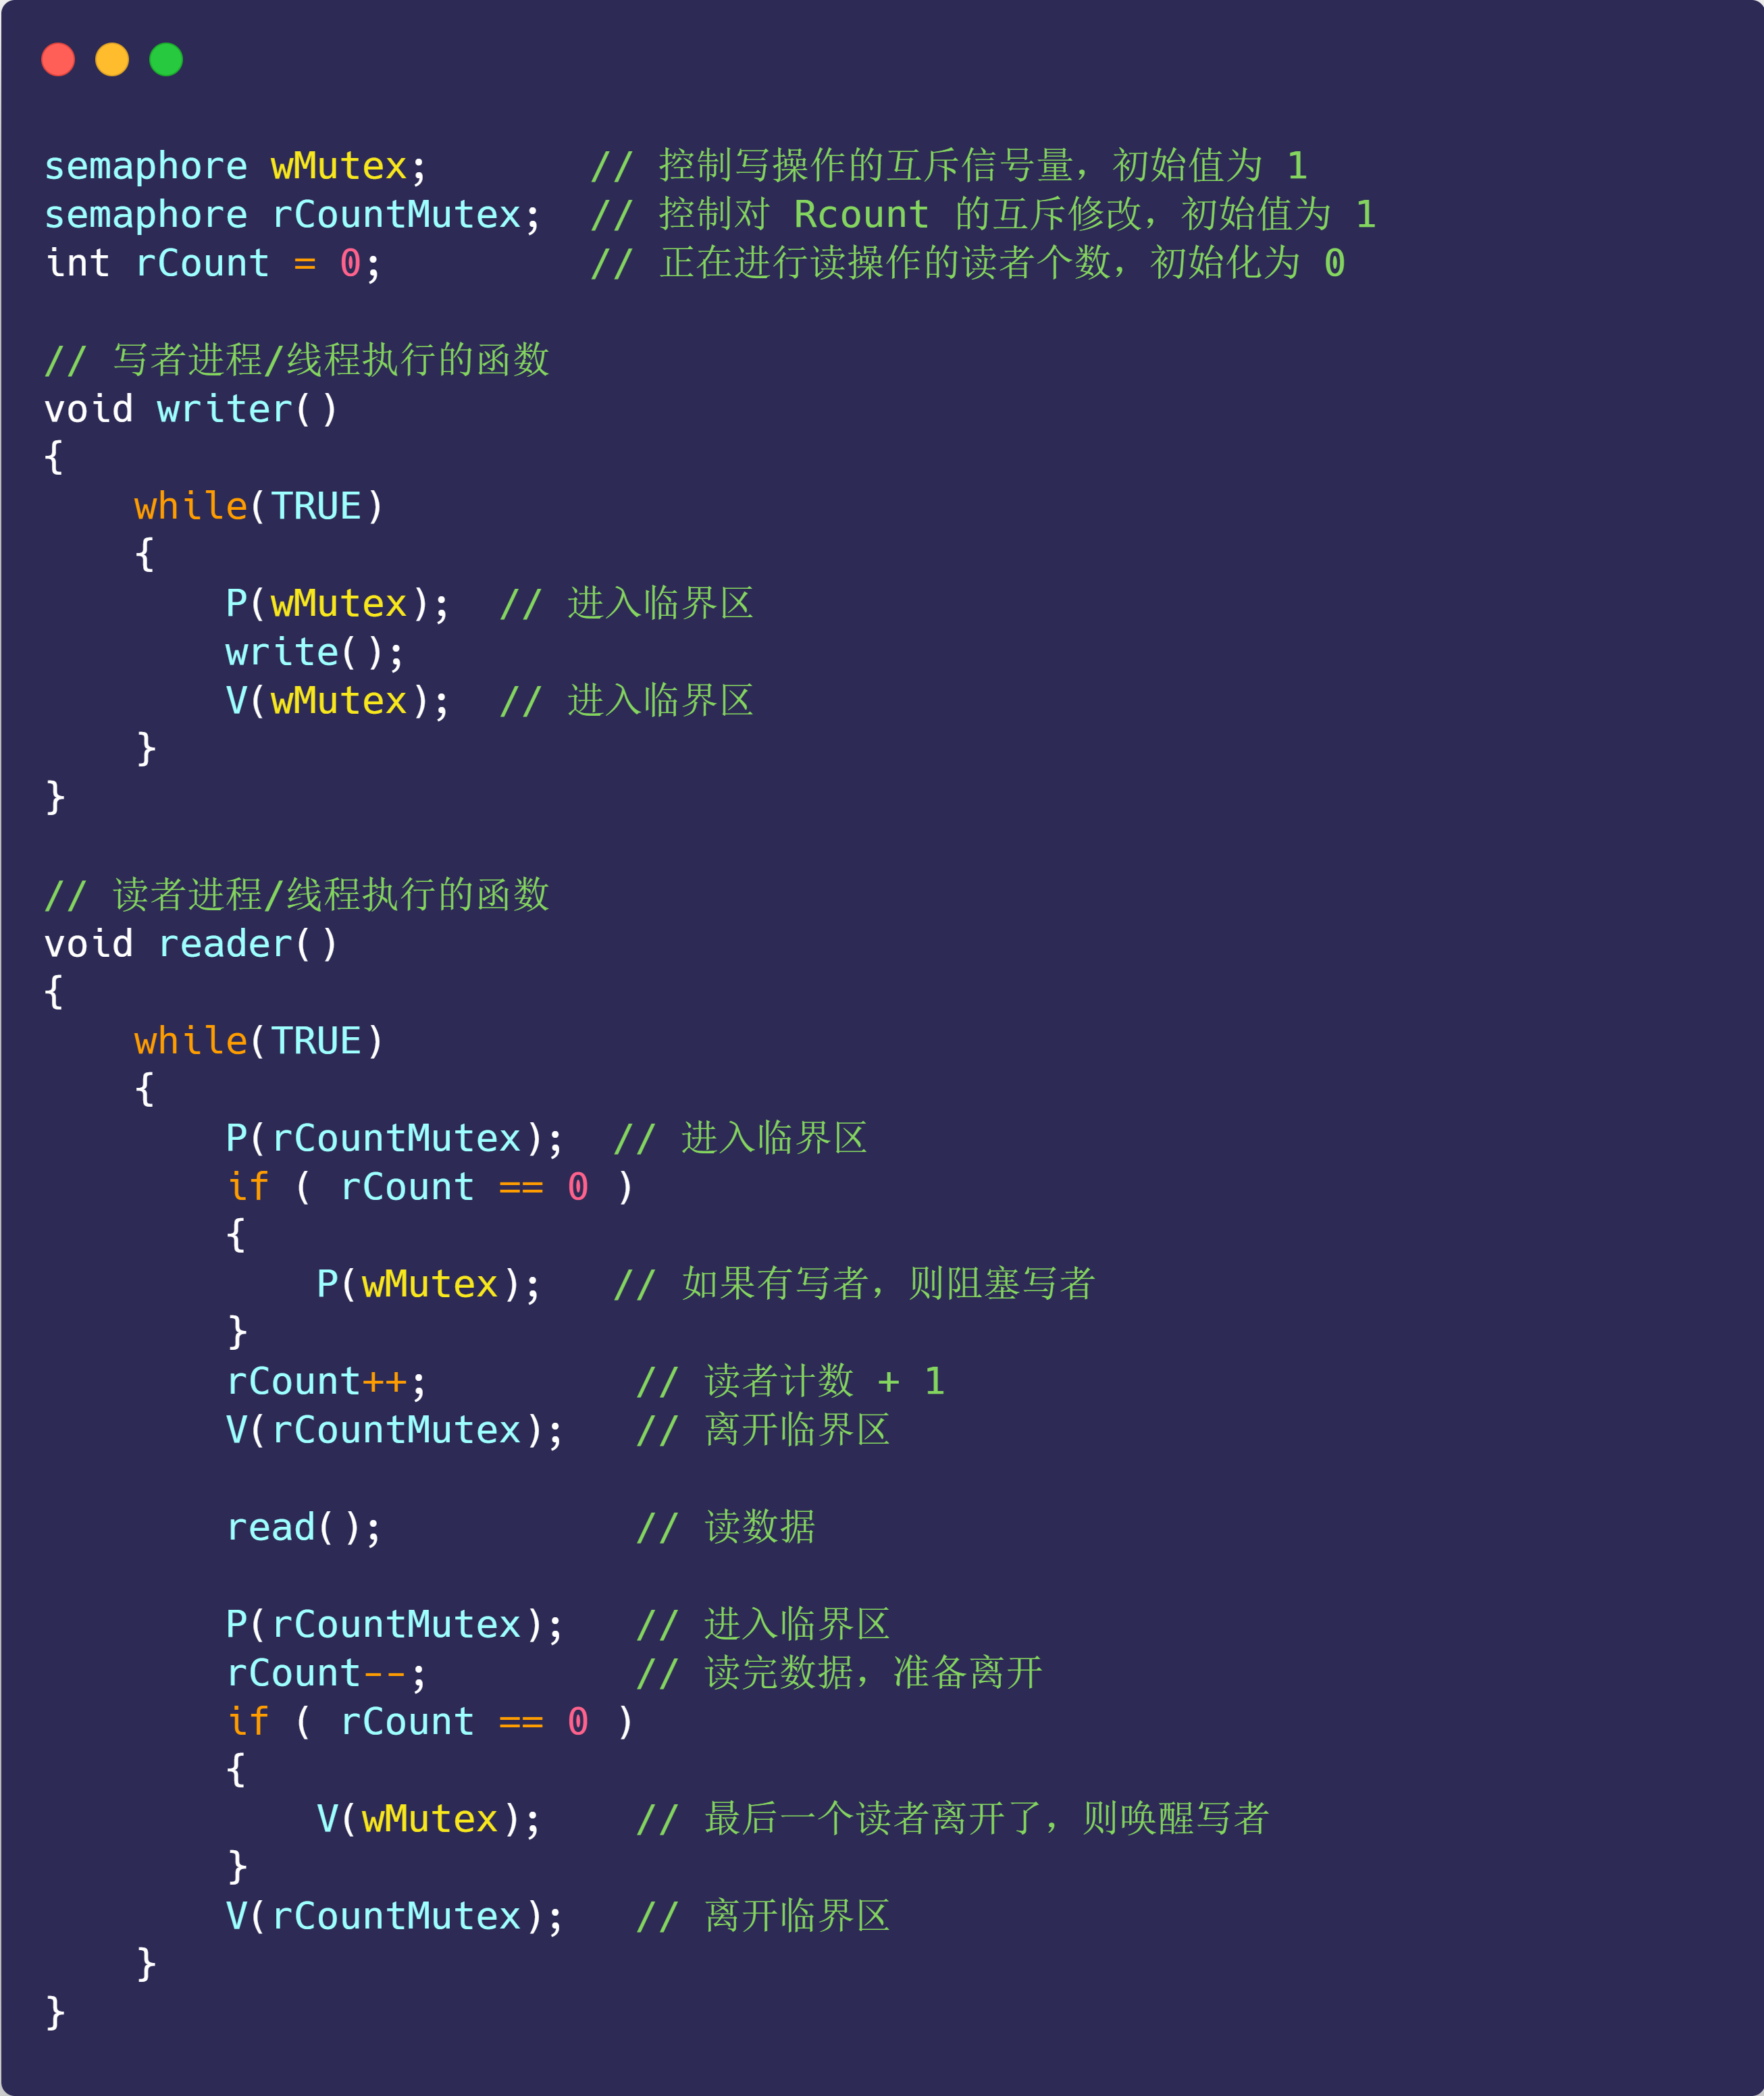 semaphore wMutex;       // 控制写操作的互斥信号量，初始值为 1
semaphore rCountMutex;  // 控制对 Rcount 的互斥修改，初始值为 1
int rCount = 0;         // 正在进行读操作的读者个数，初始化为 0
// 写者进程/线程执行的函数
void writer()
{
    while(TRUE)
    {
        P(wMutex);  // 进入临界区
        write();
        V(wMutex);  // 进入临界区
    }
}
// 读者进程/线程执行的函数
void reader()
{
    while(TRUE)
    {
        P(rCountMutex);  // 进入临界区
        if ( rCount == 0 )
        {
            P(wMutex);   // 如果有写者，则阻塞写者
        }
        rCount++;         // 读者计数 + 1
        V(rCountMutex);   // 离开临界区
        read();           // 读数据
        P(rCountMutex);   // 进入临界区
        rCount--;         // 读完数据，准备离开
        if ( rCount == 0 )
        {
            V(wMutex);    // 最后一个读者离开了，则唤醒写者
        }
        V(rCountMutex);   // 离开临界区
    }
}